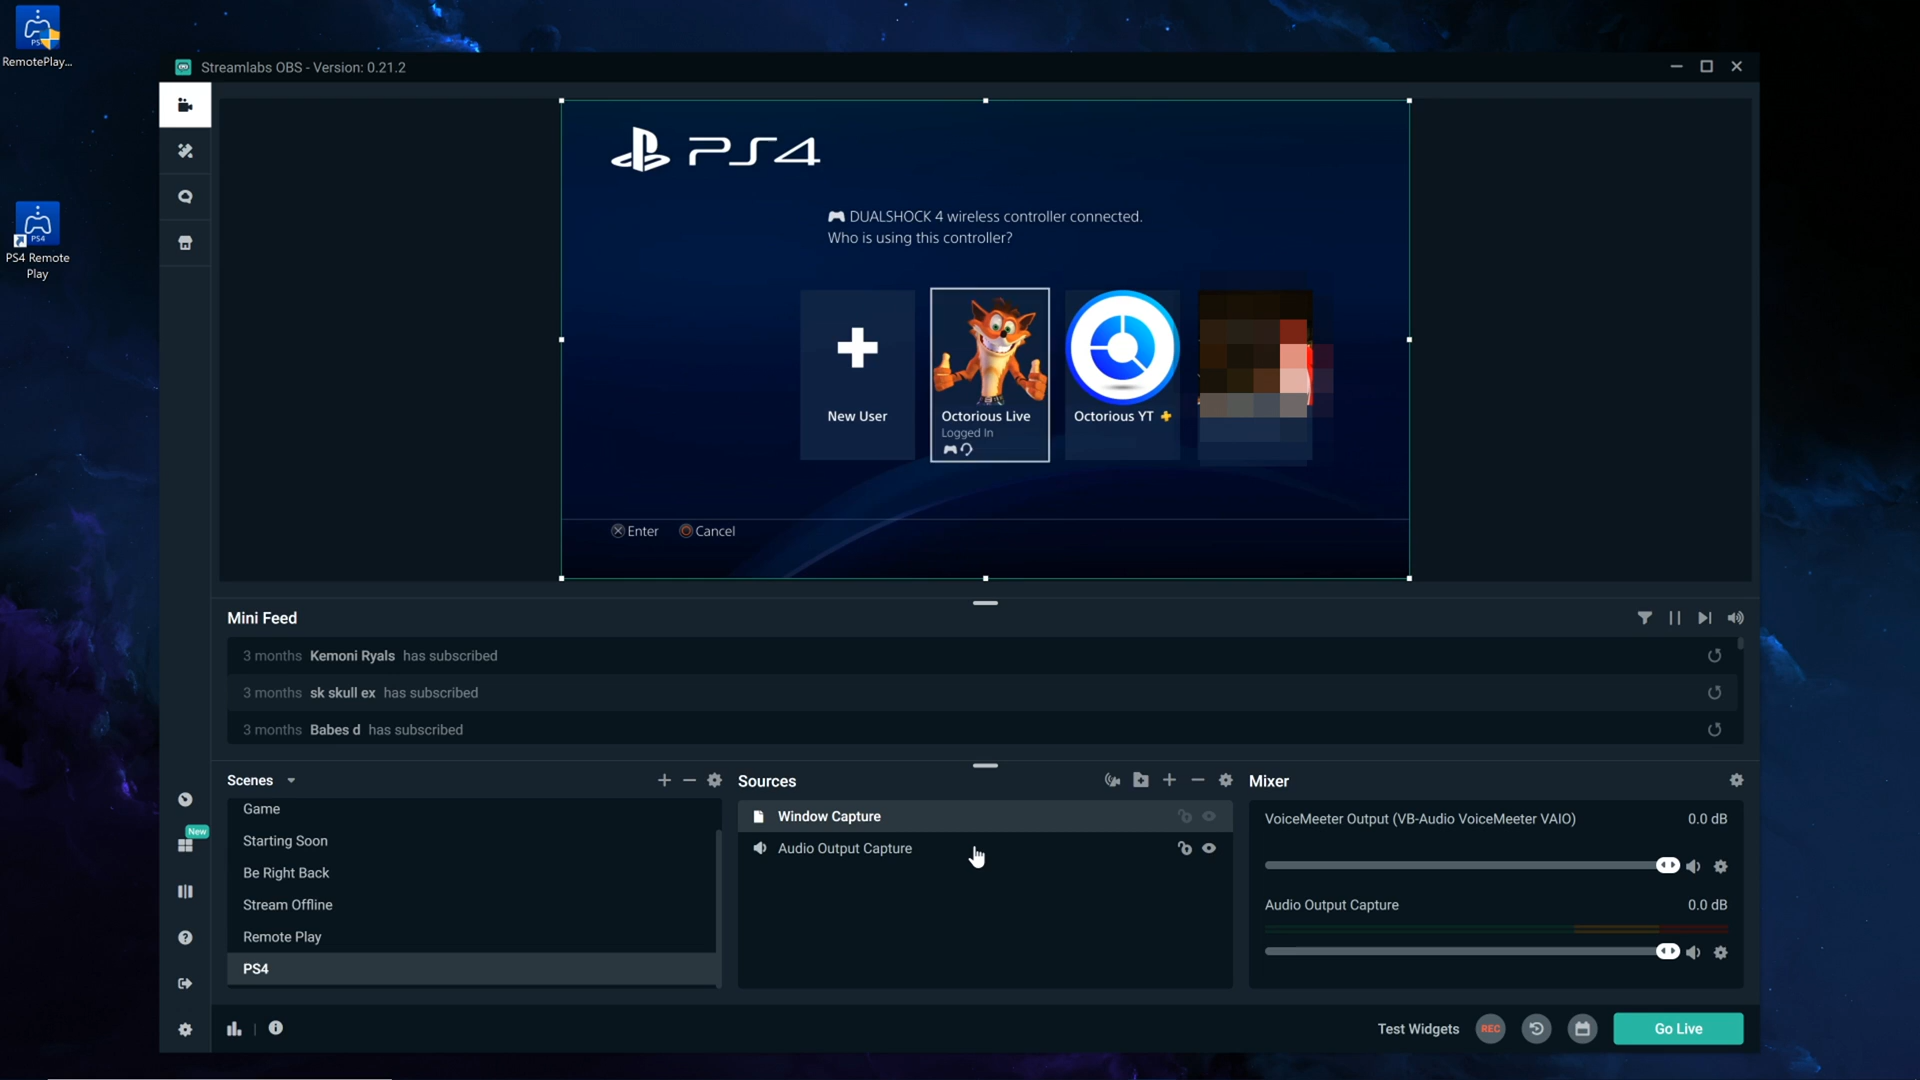 RemotePlay...
PS4 Remote
Play
Streamlabs OBS - Version: 0.21.2
PS4
DUALSHOCK 4 wireless controller connected.
Who is using this controller?
New User
Octorious Live
Logged In
Octorious YT
Enter
Cancel
Mini Feed
3 months Kemoni Ryals has subscribed
3 months sk skull ex has subscribed
3 months Babes d has subscribed
Scenes
Game
Starting Soon
Be Right Back
Stream Offline
Remote Play
PS4
New
Sources
Window Capture
Audio Output Capture
Mixer
VoiceMeeter Output (VB-Audio VoiceMeeter VAIO) 0.0 dB
Audio Output Capture 0.0 dB
Test Widgets
REC
Go Live